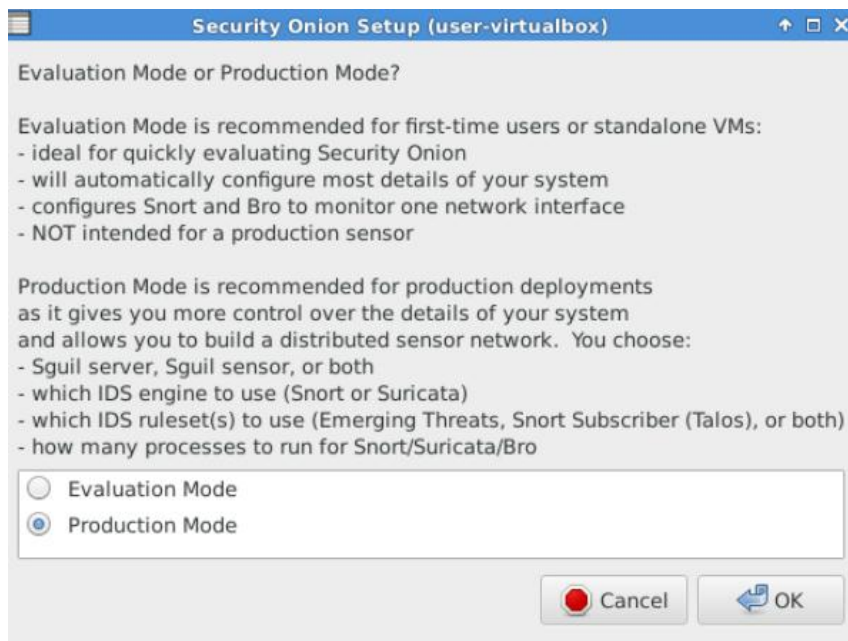 Security Onion Setup (user-virtualbox)
Evaluation Mode or Production Mode?
Evaluation Mode is recommended for first-time users or standalone VMs:
- ideal for quickly evaluating Security Onion
- will automatically configure most details of your system
- configures Snort and Bro to monitor one network interface
- NOT intended for a production sensor
Production Mode is recommended for production deployments
as it gives you more control over the details of your system
and allows you to build a distributed sensor network.  You choose:
- Sguil server, Sguil sensor, or both
- which IDS engine to use (Snort or Suricata)
- which IDS ruleset(s) to use (Emerging Threats, Snort Subscriber (Talos), or both)
- how many processes to run for Snort/Suricata/Bro
Evaluation Mode
Production Mode
Cancel
OK